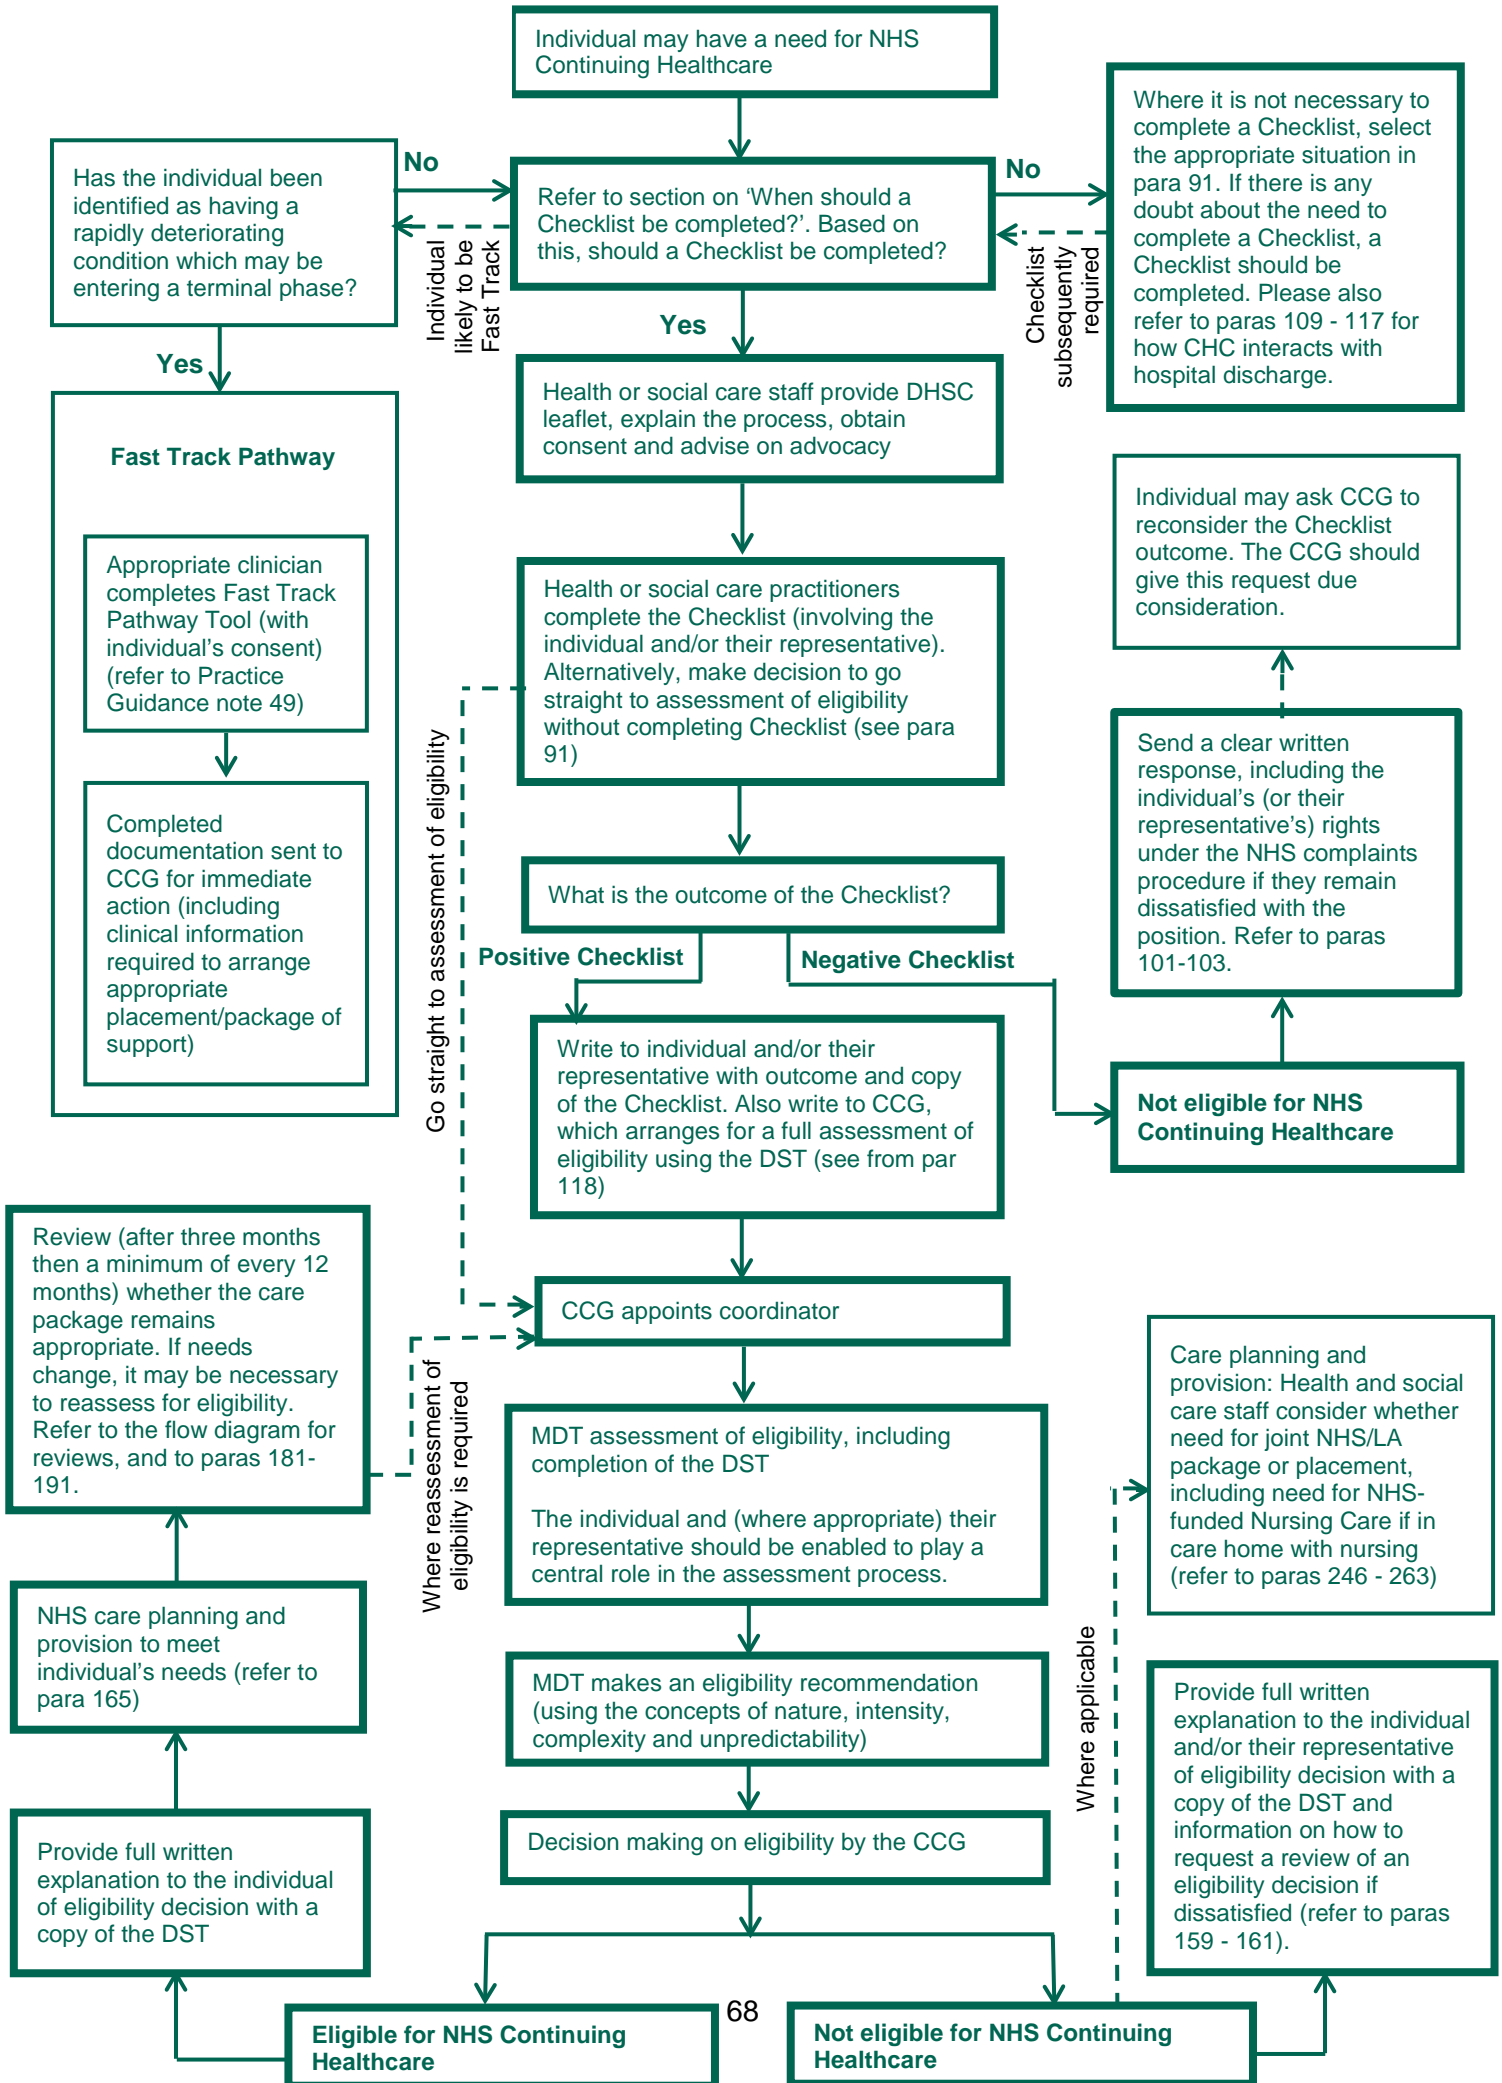 Individual may have a need for NHS
Continuing Healthcare
Has the individual been
identified as having a
rapidly deteriorating
condition which may be
entering a terminal phase?
No
Refer to section on ‘When should a
Checklist be completed?’. Based on
this, should a Checklist be completed?
No
Where it is not necessary to
complete a Checklist, select
the appropriate situation in
para 91. If there is any
doubt about the need to
complete a Checklist, a
Checklist should be
completed. Please also
refer to paras 109 - 117 for
how CHC interacts with
hospital discharge.
Individual
likely to be
Fast Track
Checklist
subsequently
required
Yes
Yes
Fast Track Pathway
Appropriate clinician
completes Fast Track
Pathway Tool (with
individual’s consent)
(refer to Practice
Guidance note 49)
Completed
documentation sent to
CCG for immediate
action (including
clinical information
required to arrange
appropriate
placement/package of
support)
Health or social care staff provide DHSC
leaflet, explain the process, obtain
consent and advise on advocacy
Health or social care practitioners
complete the Checklist (involving the
individual and/or their representative).
Alternatively, make decision to go
straight to assessment of eligibility
without completing Checklist (see para
91)
Go straight to assessment of eligibility
What is the outcome of the Checklist?
Positive Checklist
Negative Checklist
Individual may ask CCG to
reconsider the Checklist
outcome. The CCG should
give this request due
consideration.
Send a clear written
response, including the
individual’s (or their
representative’s) rights
under the NHS complaints
procedure if they remain
dissatisfied with the
position. Refer to paras
101-103.
Not eligible for NHS
Continuing Healthcare
Write to individual and/or their
representative with outcome and copy
of the Checklist. Also write to CCG,
which arranges for a full assessment of
eligibility using the DST (see from par
118)
CCG appoints coordinator
Review (after three months
then a minimum of every 12
months) whether the care
package remains
appropriate. If needs
change, it may be necessary
to reassess for eligibility.
Refer to the flow diagram for
reviews, and to paras 181-
191.
Where reassessment of
eligibility is required
MDT assessment of eligibility, including
completion of the DST
The individual and (where appropriate) their
representative should be enabled to play a
central role in the assessment process.
Care planning and
provision: Health and social
care staff consider whether
need for joint NHS/LA
package or placement,
including need for NHS-
funded Nursing Care if in
care home with nursing
(refer to paras 246 - 263)
NHS care planning and
provision to meet
individual’s needs (refer to
para 165)
MDT makes an eligibility recommendation
(using the concepts of nature, intensity,
complexity and unpredictability)
Where applicable
Provide full written
explanation to the individual
and/or their representative
of eligibility decision with a
copy of the DST and
information on how to
request a review of an
eligibility decision if
dissatisfied (refer to paras
159 - 161).
Provide full written
explanation to the individual
of eligibility decision with a
copy of the DST
Decision making on eligibility by the CCG
Eligible for NHS Continuing
Healthcare
68
Not eligible for NHS Continuing
Healthcare